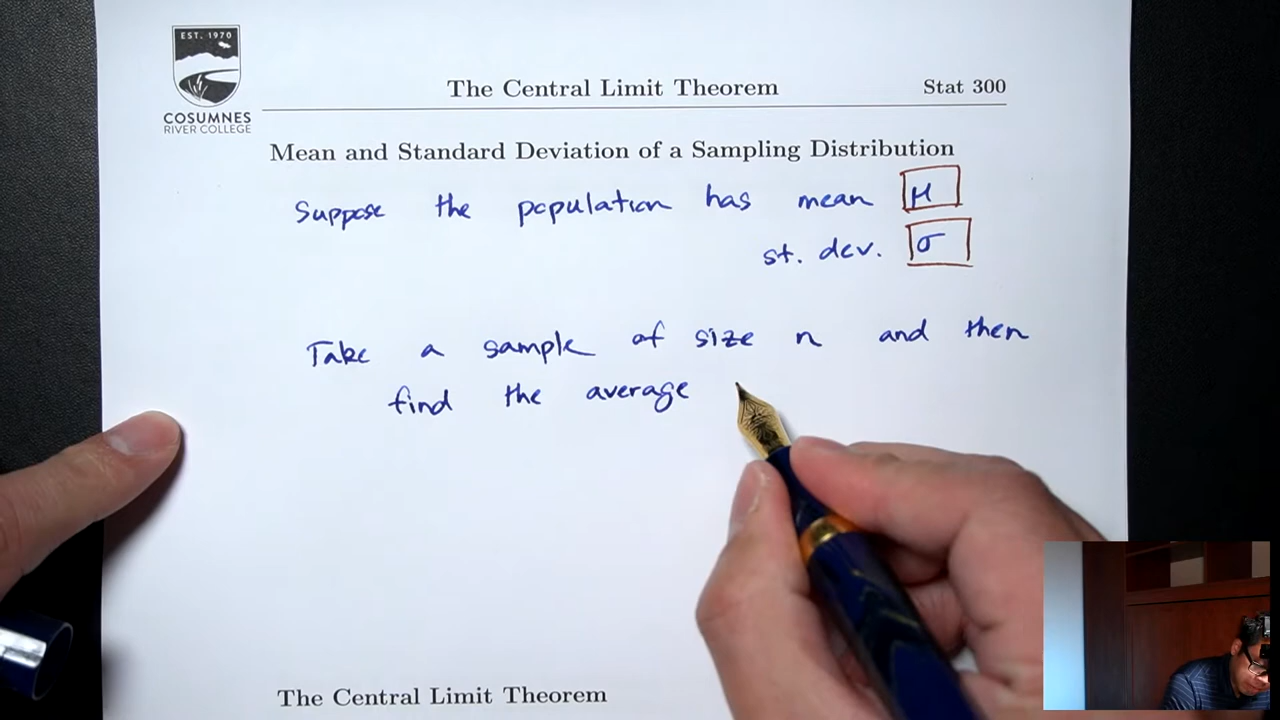 EST. 1970
COSUMNES
RIVER COLLEGE
The Central Limit Theorem Stat 300
Mean and Standard Deviation of a Sampling Distribution
Suppose the population has mean μ
st. dev. σ
Take a sample of size n and then
find the average
The Central Limit Theorem